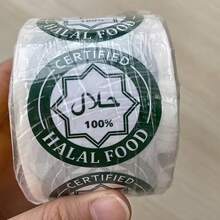 CERTIFIED
حلال
100%
HALAL FOOD